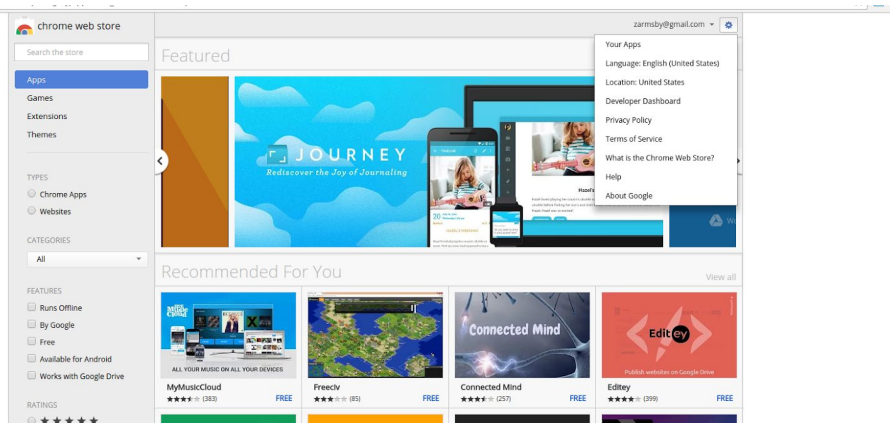 chrome web store
zarmsby@gmail.com
Search the store
Apps
Games
Extensions
Themes
TYPES
Chrome Apps
Websites
CATEGORIES
All
FEATURES
Runs Offline
By Google
Free
Available for Android
Works with Google Drive
RATINGS
Featured
JOURNEY
Rediscover the Joy of Journaling
Your Apps
Language: English (United States)
Location: United States
Developer Dashboard
Privacy Policy
Terms of Service
What is the Chrome Web Store?
Help
About Google
Recommended For You
View all
ALL YOUR MUSIC ON ALL YOUR DEVICES
MyMusicCloud
(383)
FREE
Freeciv
(85)
FREE
Connected Mind
Connected Mind
(257)
FREE
Editey
Publish websites on Google Drive
Editey
(399)
FREE